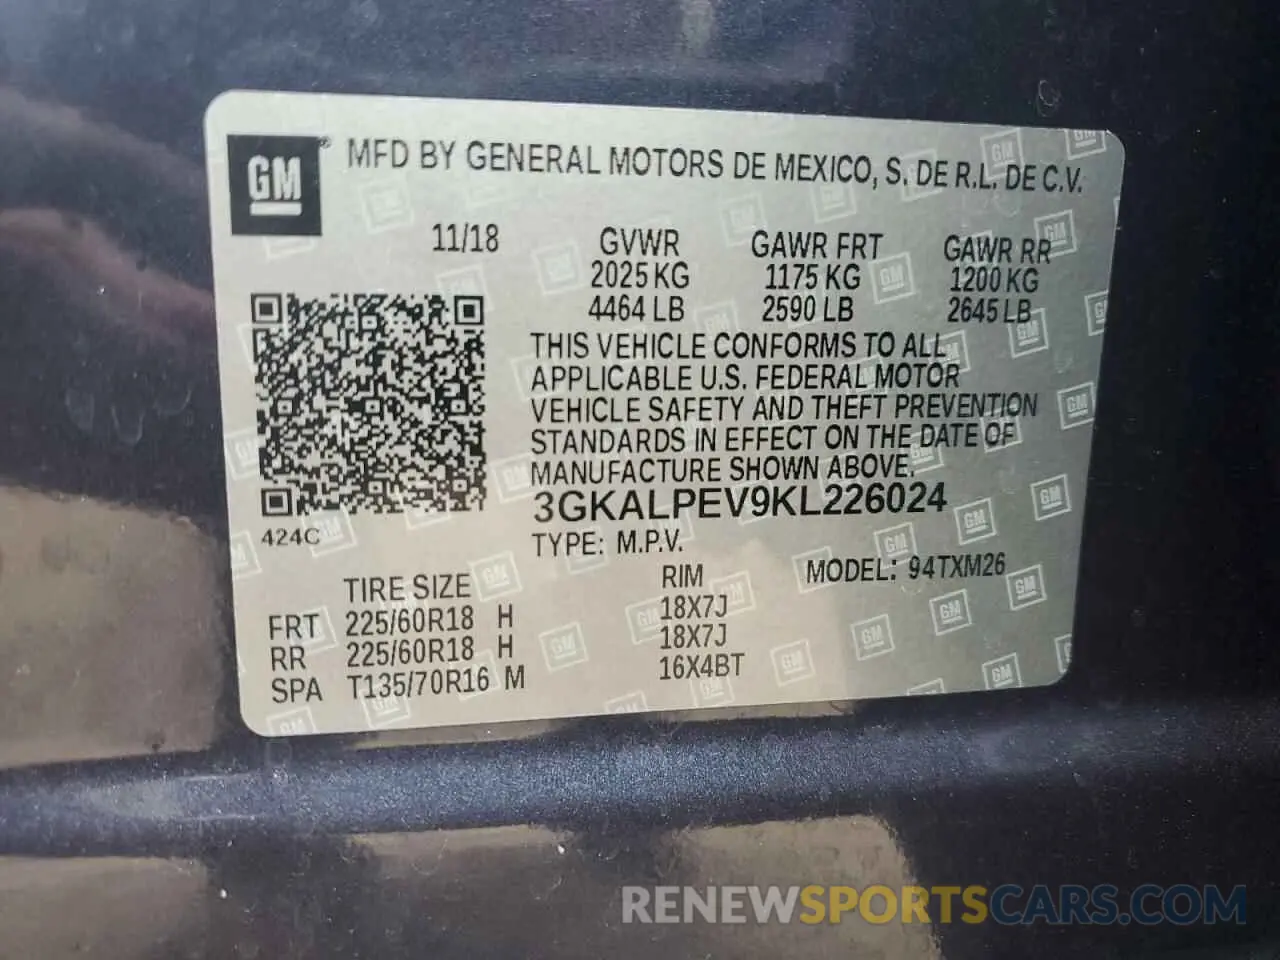 GM ® MFD BY GENERAL MOTORS DE MEXICO, S. DE R.L. DE C.V.
11/18 GVWR GAWR FRT GAWR RR
2025 KG 1175 KG 1200 KG
4464 LB 2590 LB 2645 LB
THIS VEHICLE CONFORMS TO ALL
APPLICABLE U.S. FEDERAL MOTOR
VEHICLE SAFETY AND THEFT PREVENTION
STANDARDS IN EFFECT ON THE DATE OF
MANUFACTURE SHOWN ABOVE.
3GKALPEV9KL226024
424C
TYPE: M.P.V. MODEL: 94TXM26
TIRE SIZE RIM
FRT 225/60R18 H 18X7J
RR 225/60R18 H 18X7J
SPA T135/70R16 M 16X4BT
RENEWSPORTSCARS.COM